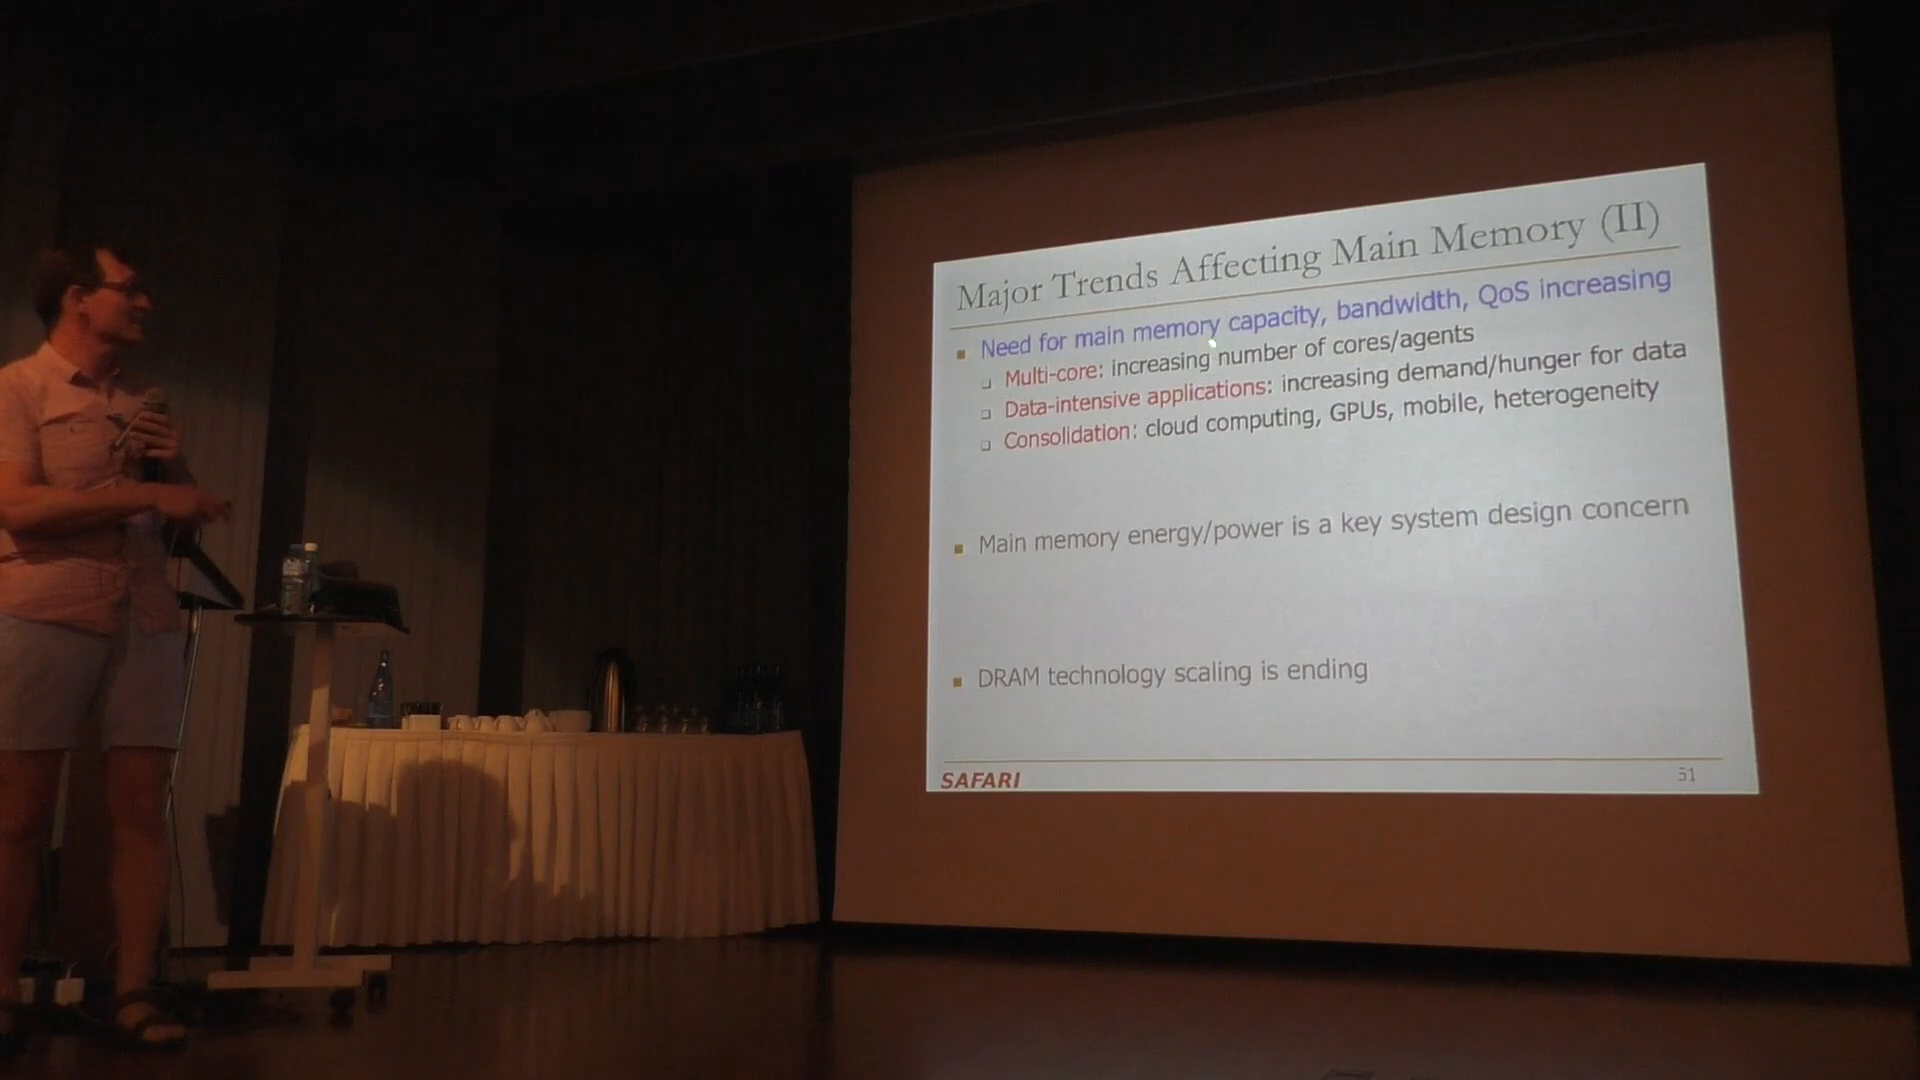 Major Trends Affecting Main Memory (II)
Need for main memory capacity, bandwidth, QoS increasing
Multi-core: increasing number of cores/agents
Data-intensive applications: increasing demand/hunger for data
Consolidation: cloud computing, GPUs, mobile, heterogeneity
Main memory energy/power is a key system design concern
DRAM technology scaling is ending
SAFARI
51